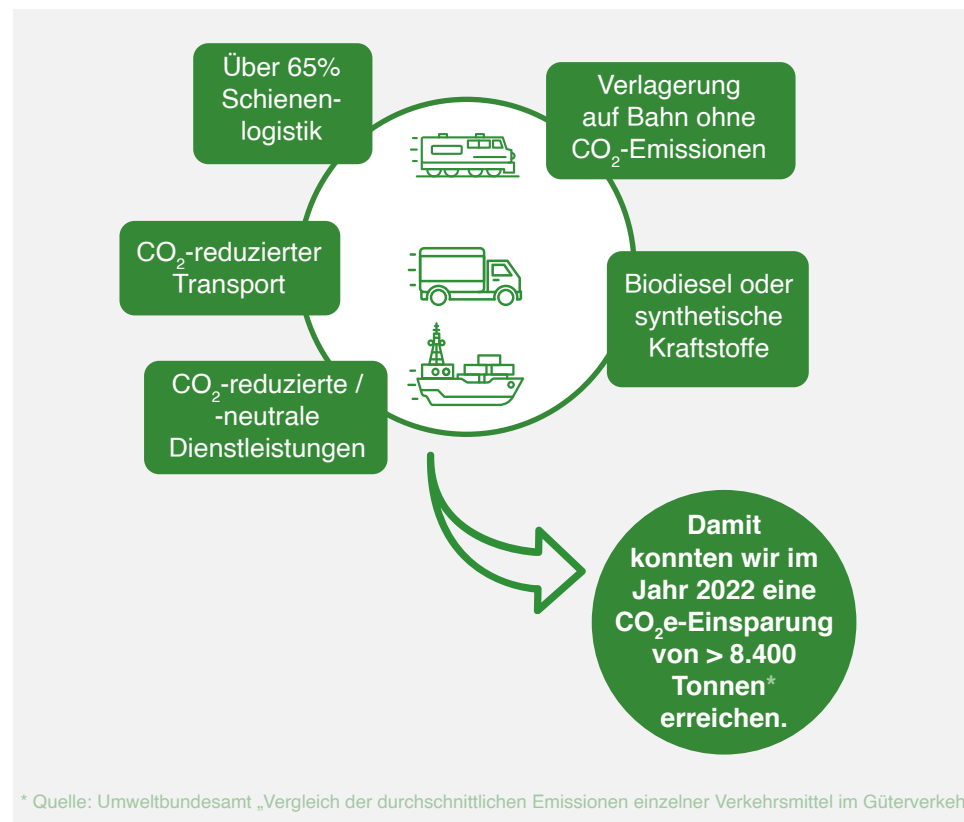 Über 65%
Schienen-
logistik
Verlagerung
auf Bahn ohne
CO₂-Emissionen
CO₂-reduzierter
Transport
Biodiesel oder
synthetische
Kraftstoffe
CO₂-reduzierte /
-neutrale
Dienstleistungen
Damit
konnten wir im
Jahr 2022 eine
CO₂e-Einsparung
von > 8.400
Tonnen*
erreichen.
* Quelle: Umweltbundesamt „Vergleich der durchschnittlichen Emissionen einzelner Verkehrsmittel im Güterverkeh